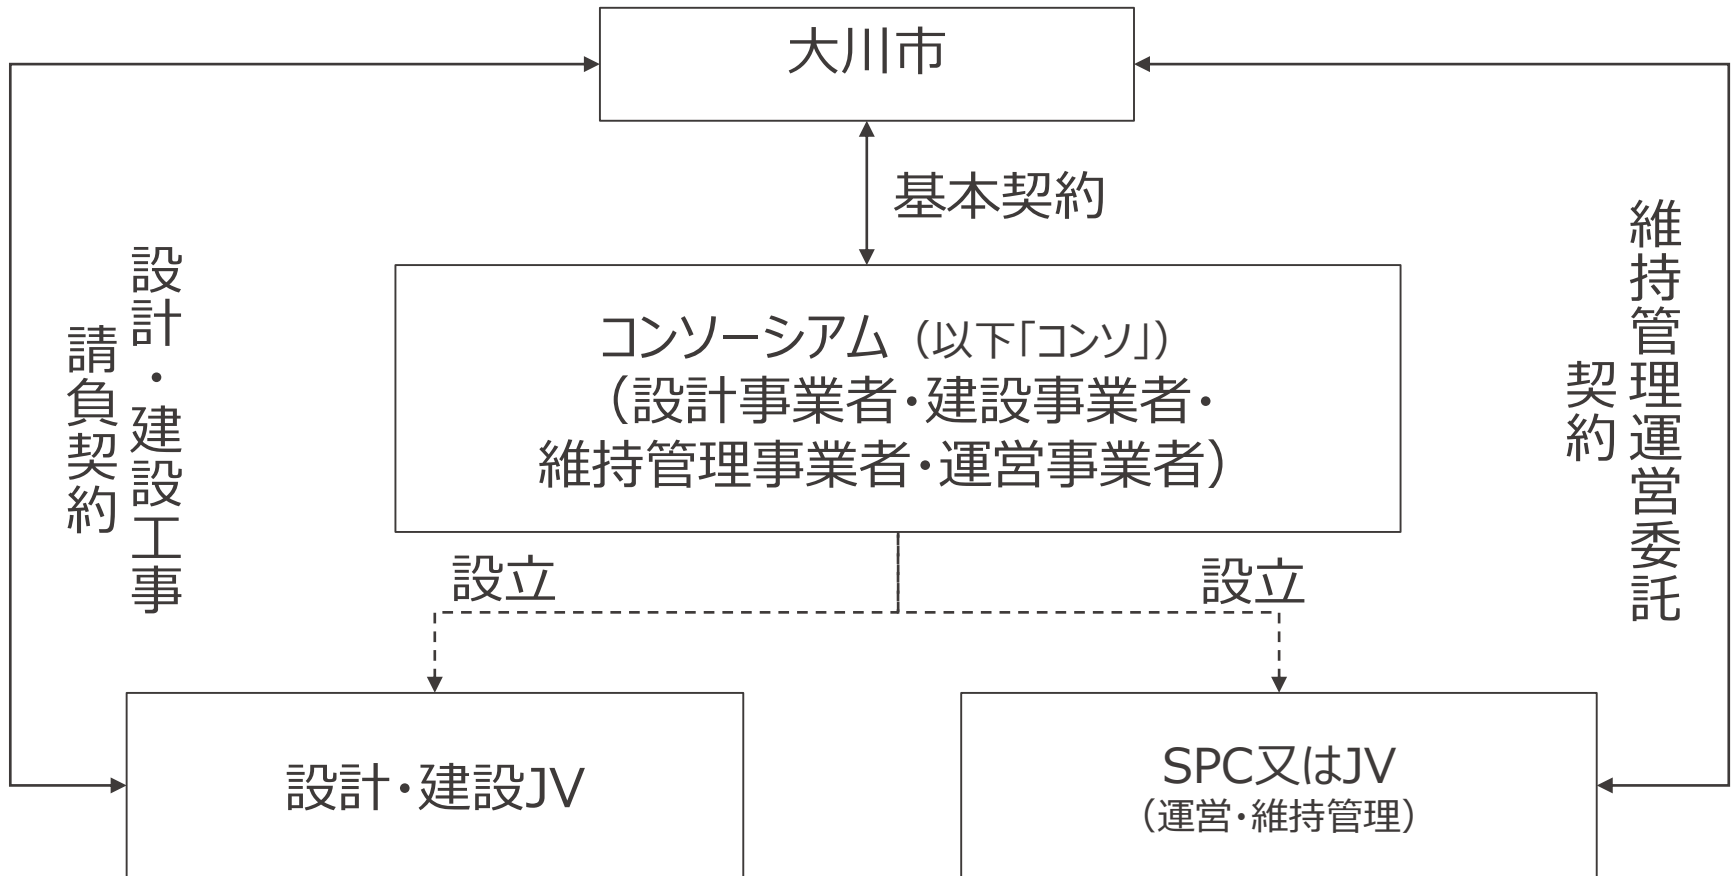 大川市
基本契約
設計・建設工事
請負契約
維持管理運営委託
契約
コンソーシアム（以下「コンソ」）
（設計事業者・建設事業者・
維持管理事業者・運営事業者）
設立
設立
設計・建設JV
SPC又はJV
（運営・維持管理）